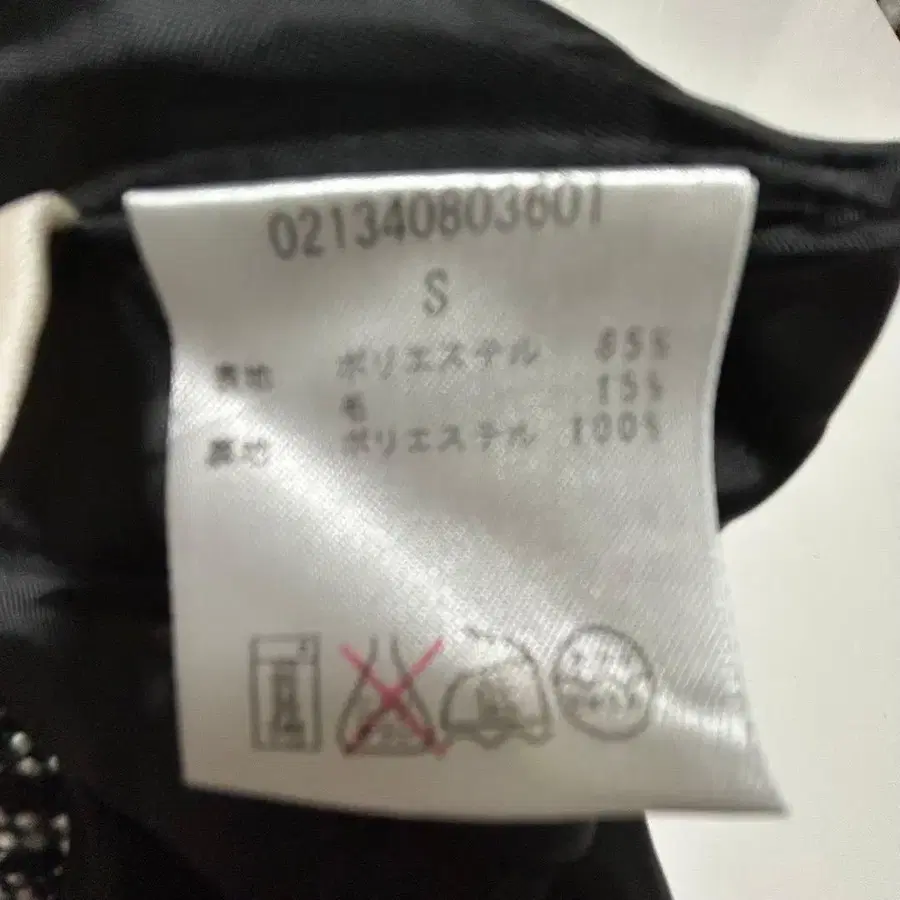 021340803601
S
表地 ポリエステル 85%
毛 15%
裏地 ポリエステル 100%